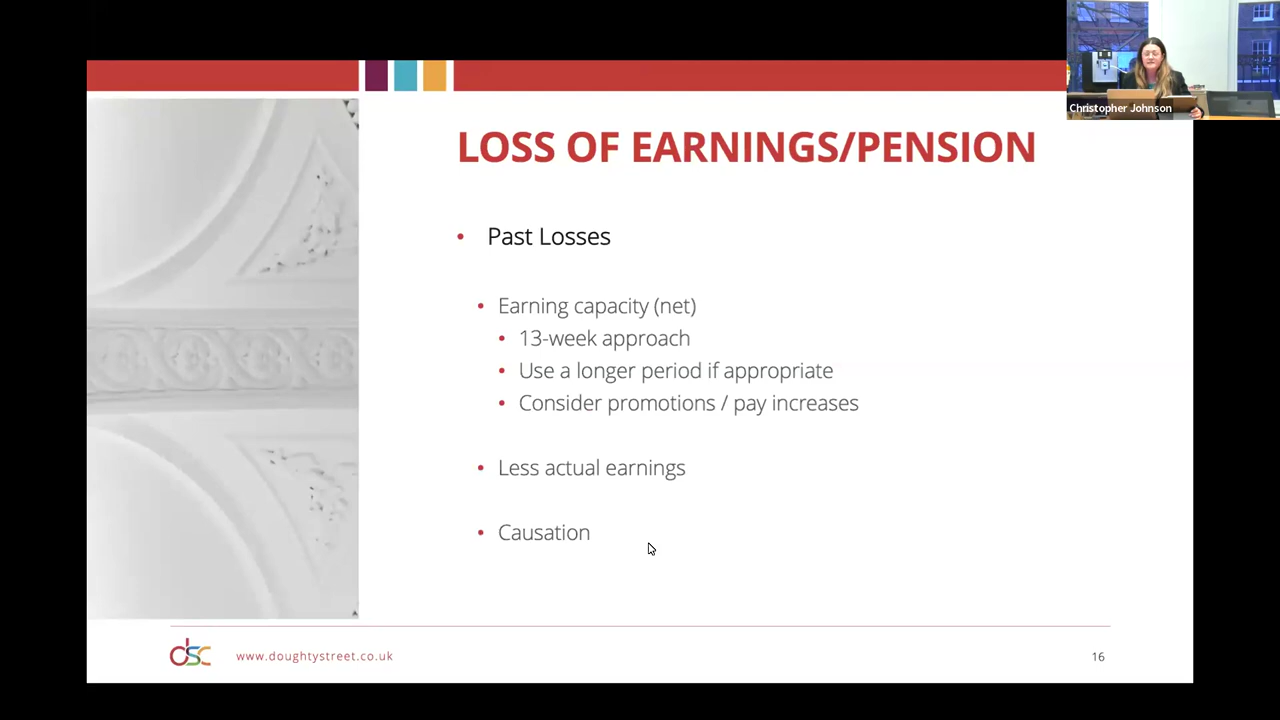 Christopher Johnson
LOSS OF EARNINGS/PENSION
• Past Losses
• Earning capacity (net)
• 13-week approach
• Use a longer period if appropriate
• Consider promotions / pay increases
• Less actual earnings
• Causation
dsc
www.doughtystreet.co.uk
16